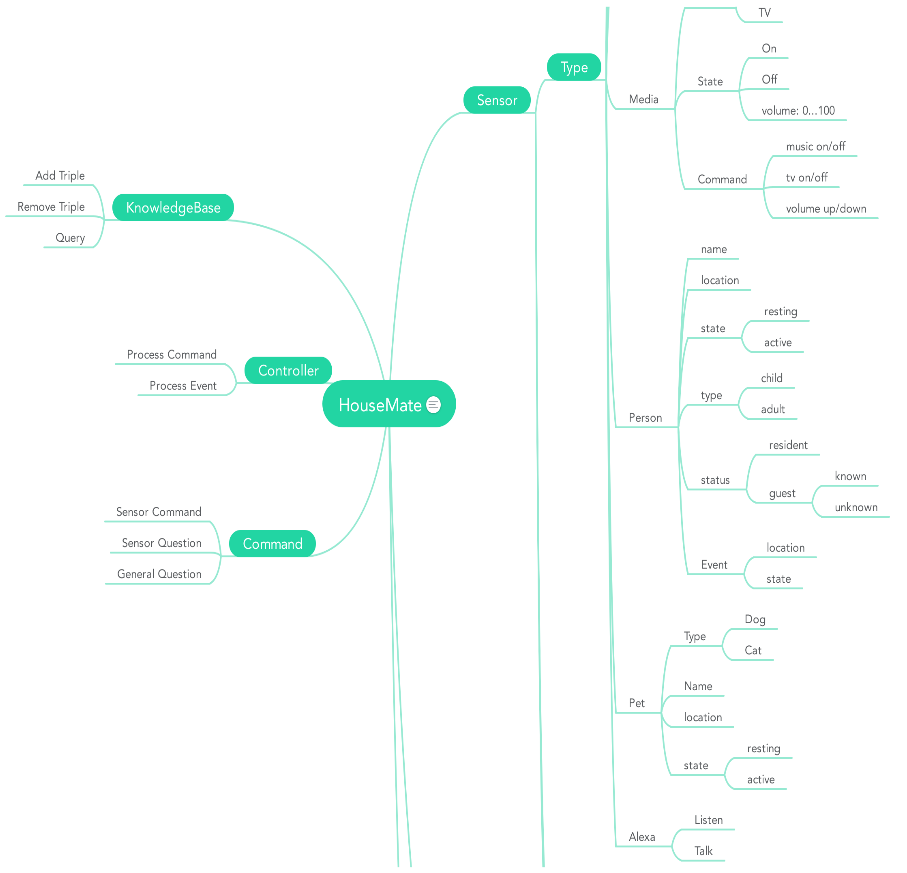 TV
On
Type
Off
State
Sensor
Media
volume: 0...100
music on/off
Command
tv on/off
volume up/down
Add Triple
Remove Triple
KnowledgeBase
Query
name
location
resting
state
active
Process Command
Controller
Process Event
child
type
adult
HouseMate
Person
resident
status
known
guest
unknown
Sensor Command
Sensor Question
Command
General Question
location
Event
state
Dog
Type
Cat
Name
Pet
location
resting
state
active
Listen
Alexa
Talk